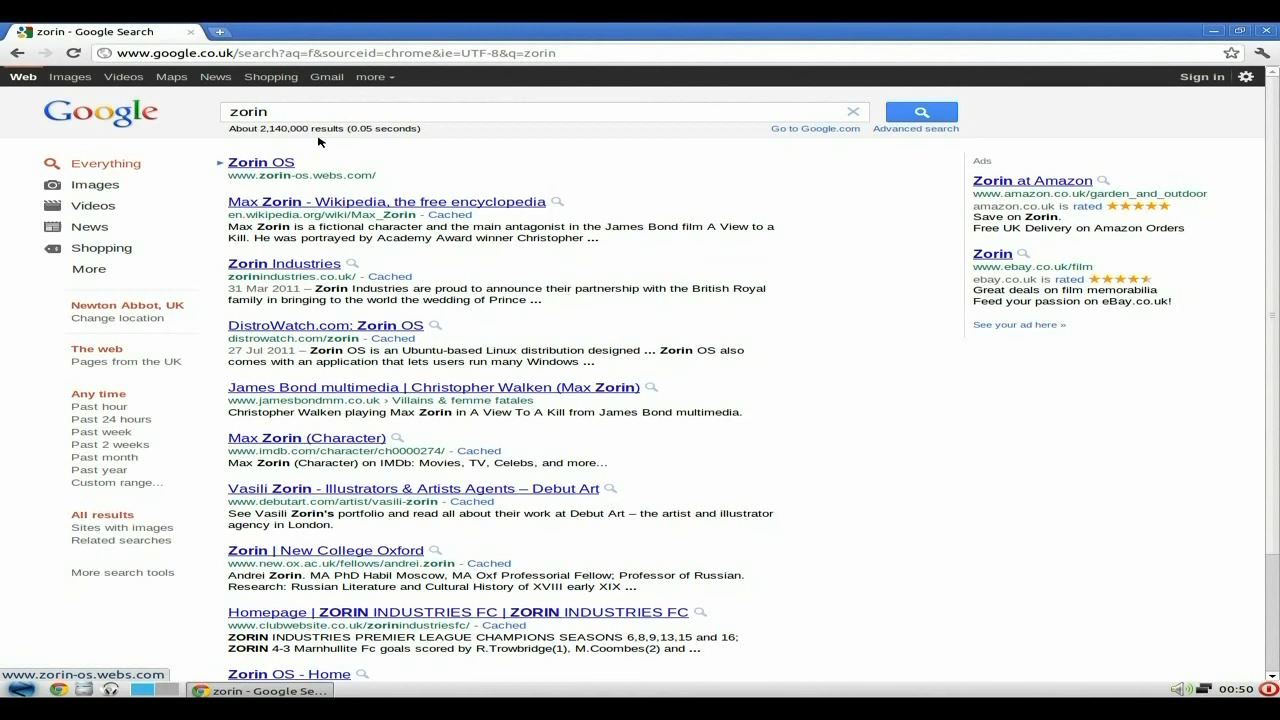 zorin - Google Search
www.google.co.uk/search?aq=f&sourceid=chrome&ie=UTF-8&q=zorin
Web Images Videos Maps News Shopping Gmail more
Sign in
Google
zorin
About 2,140,000 results (0.05 seconds)
Go to Google.com Advanced search
Everything
Images
Videos
News
Shopping
More
Newton Abbot, UK
Change location
The web
Pages from the UK
Any time
Past hour
Past 24 hours
Past week
Past 2 weeks
Past month
Past year
Custom range...
All results
Sites with images
Related searches
More search tools
Zorin OS
www.zorin-os.webs.com/
Max Zorin - Wikipedia, the free encyclopedia
en.wikipedia.org/wiki/Max_Zorin - Cached
Max Zorin is a fictional character and the main antagonist in the James Bond film A View to a
Kill. He was portrayed by Academy Award winner Christopher ...
Zorin Industries
zorinindustries.co.uk/ - Cached
31 Mar 2011 – Zorin Industries are proud to announce their partnership with the British Royal
family in bringing to the world the wedding of Prince ...
DistroWatch.com: Zorin OS
distrowatch.com/zorin - Cached
27 Jul 2011 – Zorin OS is an Ubuntu-based Linux distribution designed ... Zorin OS also
comes with an application that lets users run many Windows ...
James Bond multimedia | Christopher Walken (Max Zorin)
www.jamesbondmm.co.uk › Villains & femme fatales
Christopher Walken playing Max Zorin in A View To A Kill from James Bond multimedia.
Max Zorin (Character)
www.imdb.com/character/ch0000274/ - Cached
Max Zorin (Character) on IMDb: Movies, TV, Celebs, and more...
Vasili Zorin - Illustrators & Artists Agents – Debut Art
www.debutart.com/artist/vasili-zorin - Cached
See Vasili Zorin's portfolio and read all about their work at Debut Art – the artist and illustrator
agency in London.
Zorin | New College Oxford
www.new.ox.ac.uk/fellows/andrei.zorin - Cached
Andrei Zorin. MA PhD Habil Moscow, MA Oxf Professorial Fellow; Professor of Russian.
Research: Russian Literature and Cultural History of XVIII early XIX ...
Homepage | ZORIN INDUSTRIES FC | ZORIN INDUSTRIES FC
www.clubwebsite.co.uk/zorinindustriesfc/ - Cached
ZORIN INDUSTRIES PREMIER LEAGUE CHAMPIONS SEASONS 6,8,9,13,15 and 16;
ZORIN 4-3 Marnhullite Fc goals scored by R.Trowbridge(1), M.Coombes(2) and ...
Zorin OS - Home
Ads
Zorin at Amazon
www.amazon.co.uk/garden_and_outdoor
amazon.co.uk is rated
Save on Zorin.
Free UK Delivery on Amazon Orders
Zorin
www.ebay.co.uk/film
ebay.co.uk is rated
Great deals on film memorabilia
Feed your passion on eBay.co.uk!
See your ad here »
www.zorin-os.webs.com
zorin - Google Se...
00:50